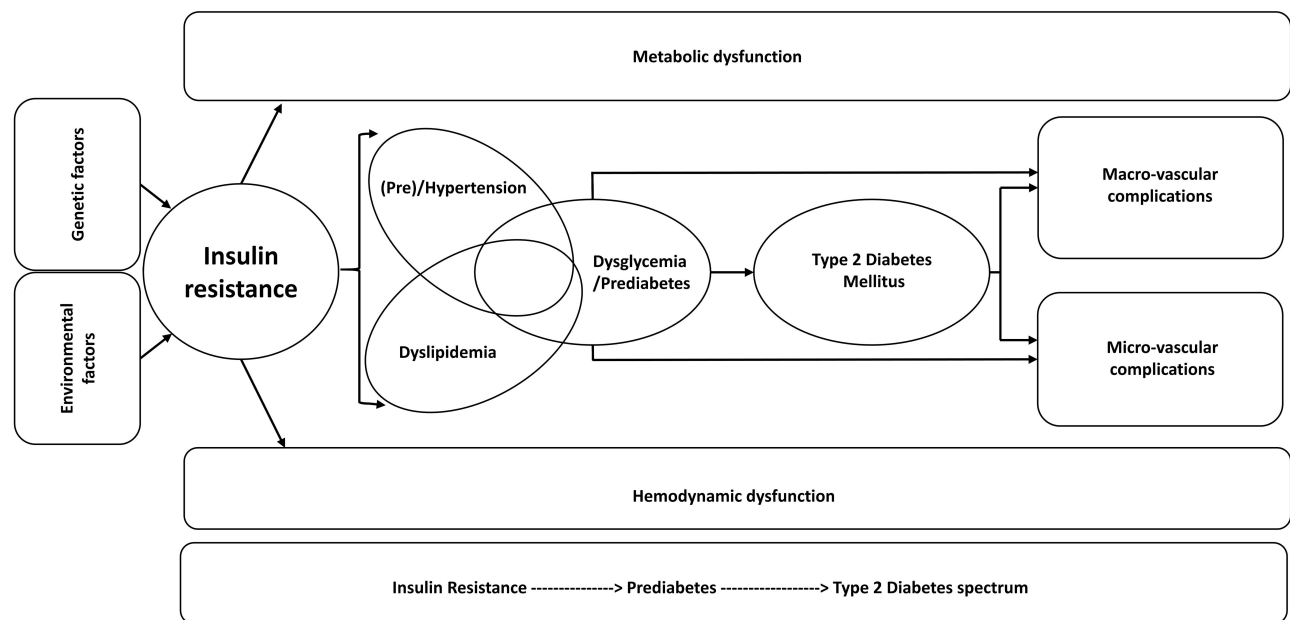 Metabolic dysfunction
Genetic factors
Environmental
factors
Insulin
resistance
(Pre)/Hypertension
Dyslipidemia
Dysglycemia
/Prediabetes
Type 2 Diabetes
Mellitus
Macro-vascular
complications
Micro-vascular
complications
Hemodynamic dysfunction
Insulin Resistance ---------------> Prediabetes ------------------> Type 2 Diabetes spectrum